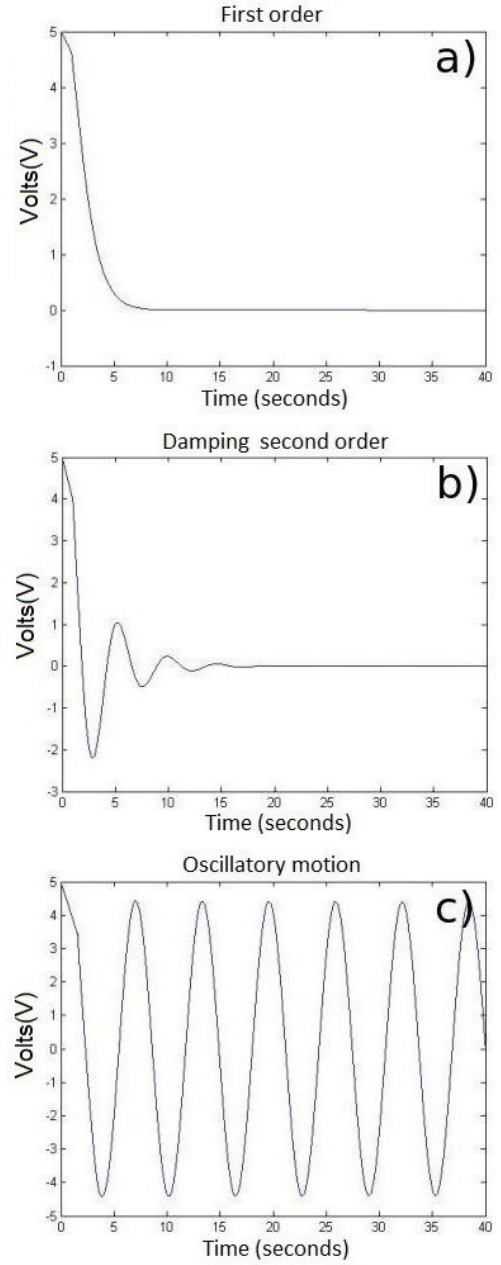 First order
a)
5
4
3
2
1
0
-1
Volts(V)
0 5 10 15 20 25 30 35 40
Time (seconds)
Damping second order
b)
5
4
3
2
1
0
-1
-2
-3
Volts(V)
0 5 10 15 20 25 30 35 40
Time (seconds)
Oscillatory motion
c)
5
4
3
2
1
0
-1
-2
-3
-4
-5
Volts(V)
0 5 10 15 20 25 30 35 40
Time (seconds)